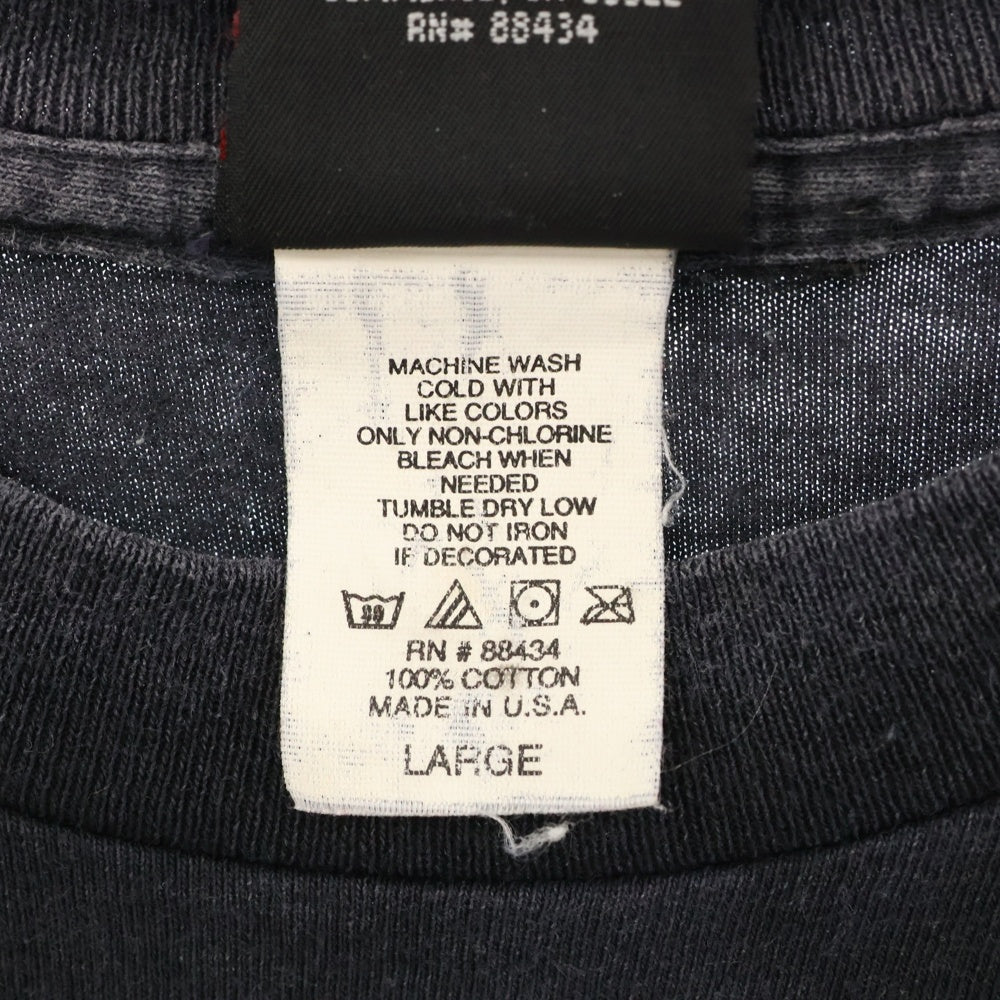 RN# 88434
MACHINE WASH
COLD WITH
LIKE COLORS
ONLY NON-CHLORINE
BLEACH WHEN
NEEDED
TUMBLE DRY LOW
DO NOT IRON
IF DECORATED
RN # 88434
100% COTTON
MADE IN U.S.A.
LARGE